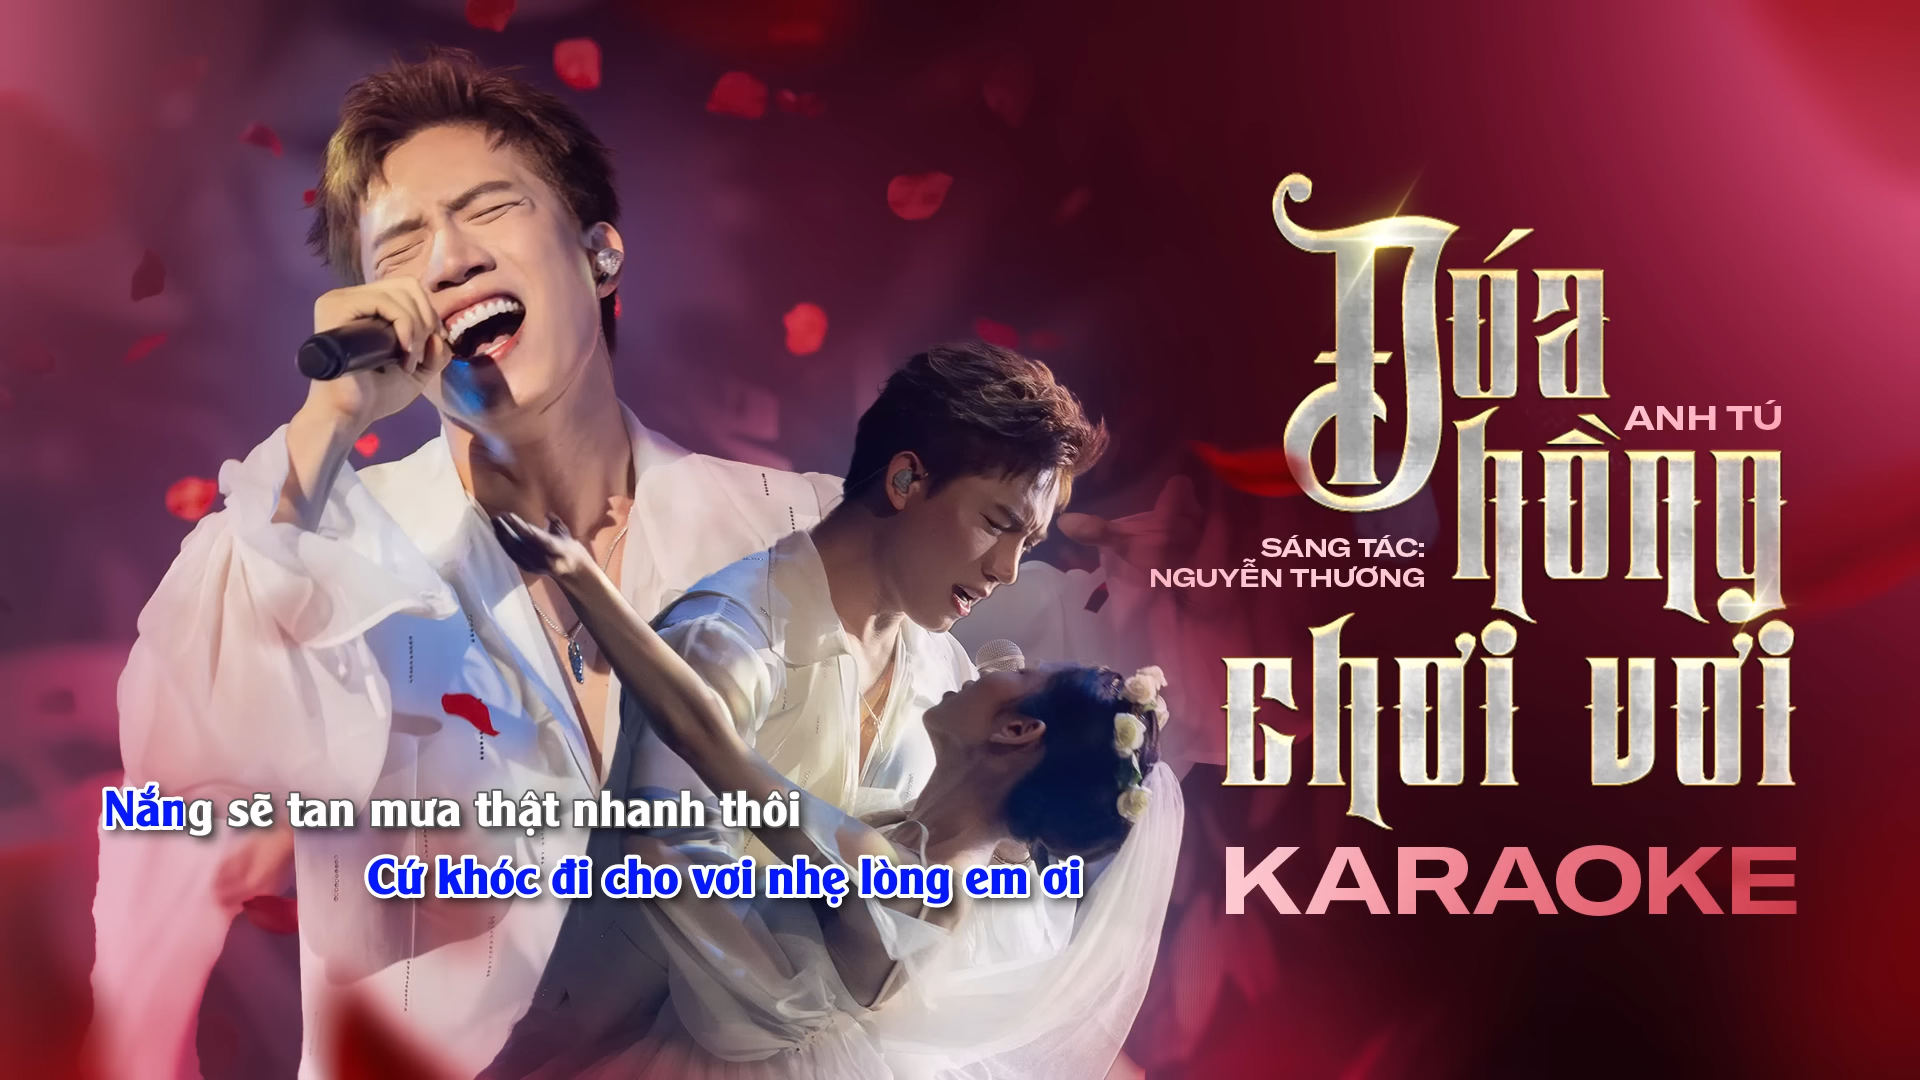 Đóa
ANH TÚ
hồng
SÁNG TÁC:
NGUYỄN THƯƠNG
chơi vơi
Nắng sẽ tan mưa thật nhanh thôi
Cứ khóc đi cho vơi nhẹ lòng em ơi
KARAOKE